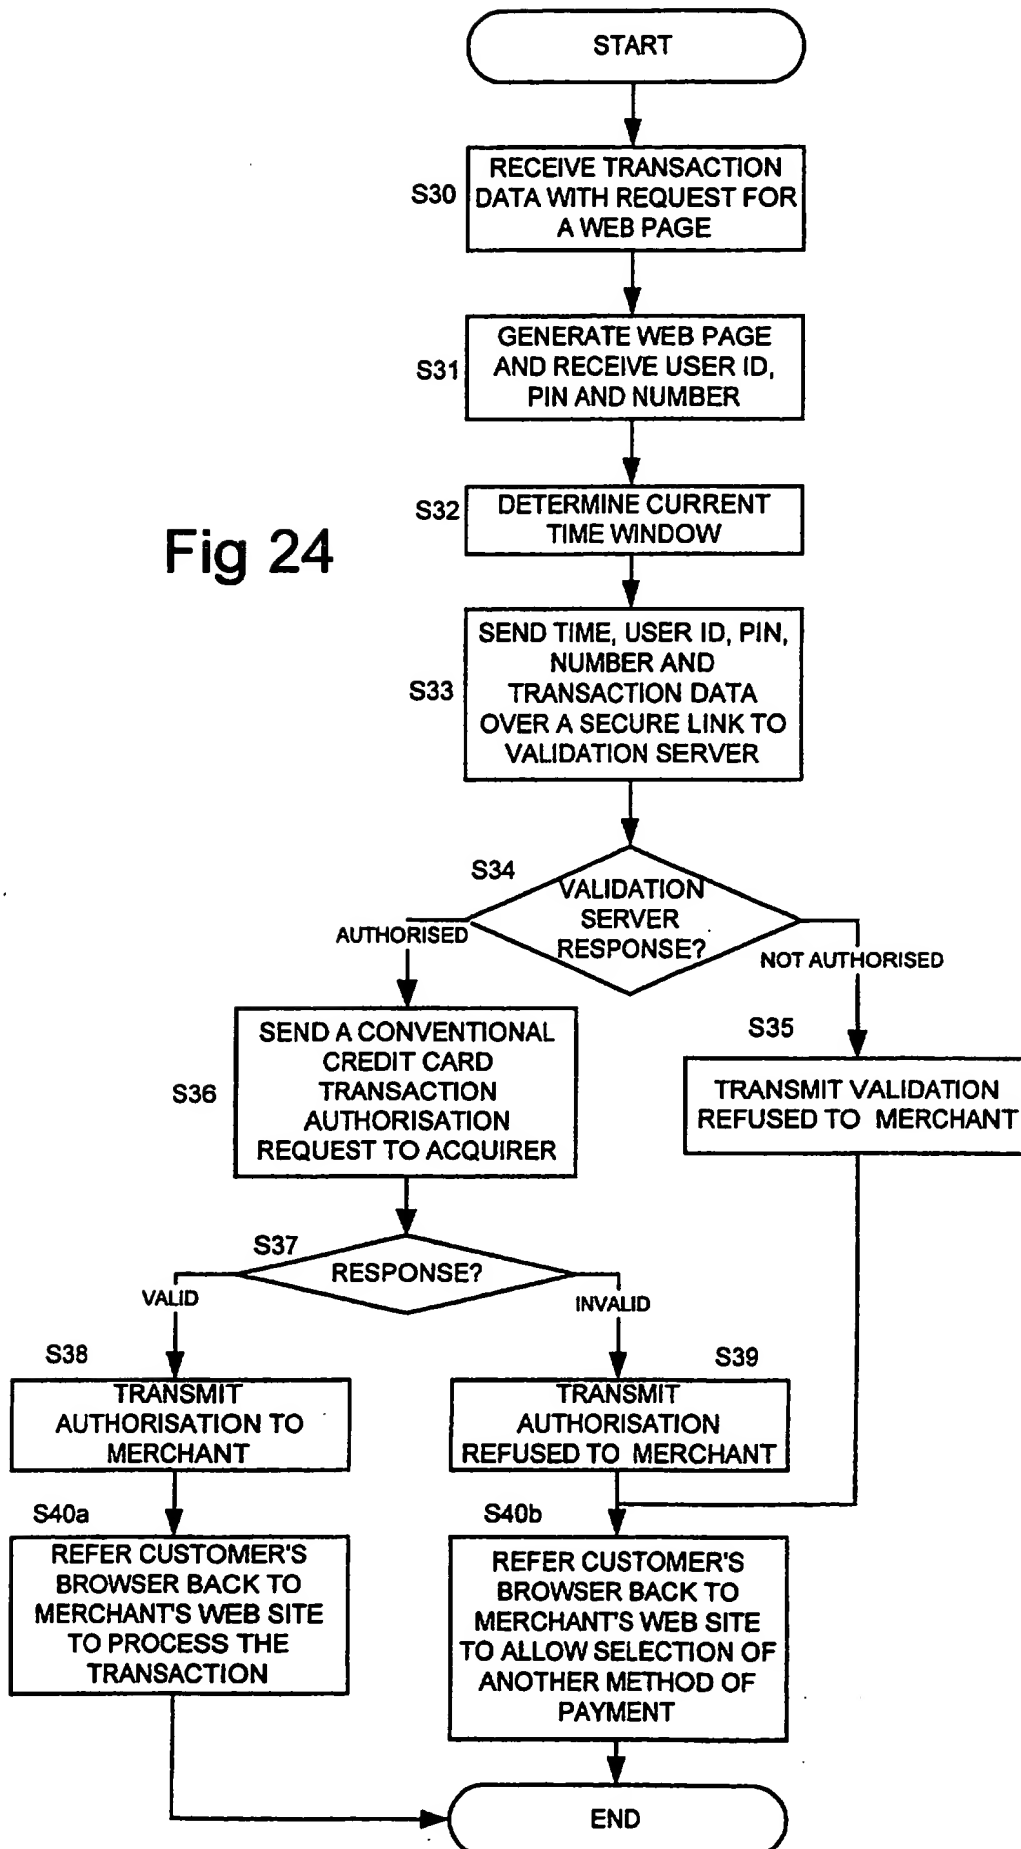 START
S30
RECEIVE TRANSACTION
DATA WITH REQUEST FOR
A WEB PAGE
S31
GENERATE WEB PAGE
AND RECEIVE USER ID,
PIN AND NUMBER
S32
DETERMINE CURRENT
TIME WINDOW
Fig 24
S33
SEND TIME, USER ID, PIN,
NUMBER AND
TRANSACTION DATA
OVER A SECURE LINK TO
VALIDATION SERVER
S34
VALIDATION
SERVER
RESPONSE?
AUTHORISED
NOT AUTHORISED
S36
SEND A CONVENTIONAL
CREDIT CARD
TRANSACTION
AUTHORISATION
REQUEST TO ACQUIRER
S35
TRANSMIT VALIDATION
REFUSED TO MERCHANT
S37
RESPONSE?
VALID
INVALID
S38
TRANSMIT
AUTHORISATION TO
MERCHANT
S39
TRANSMIT
AUTHORISATION
REFUSED TO MERCHANT
S40a
REFER CUSTOMER'S
BROWSER BACK TO
MERCHANT'S WEB SITE
TO PROCESS THE
TRANSACTION
S40b
REFER CUSTOMER'S
BROWSER BACK TO
MERCHANT'S WEB SITE
TO ALLOW SELECTION OF
ANOTHER METHOD OF
PAYMENT
END